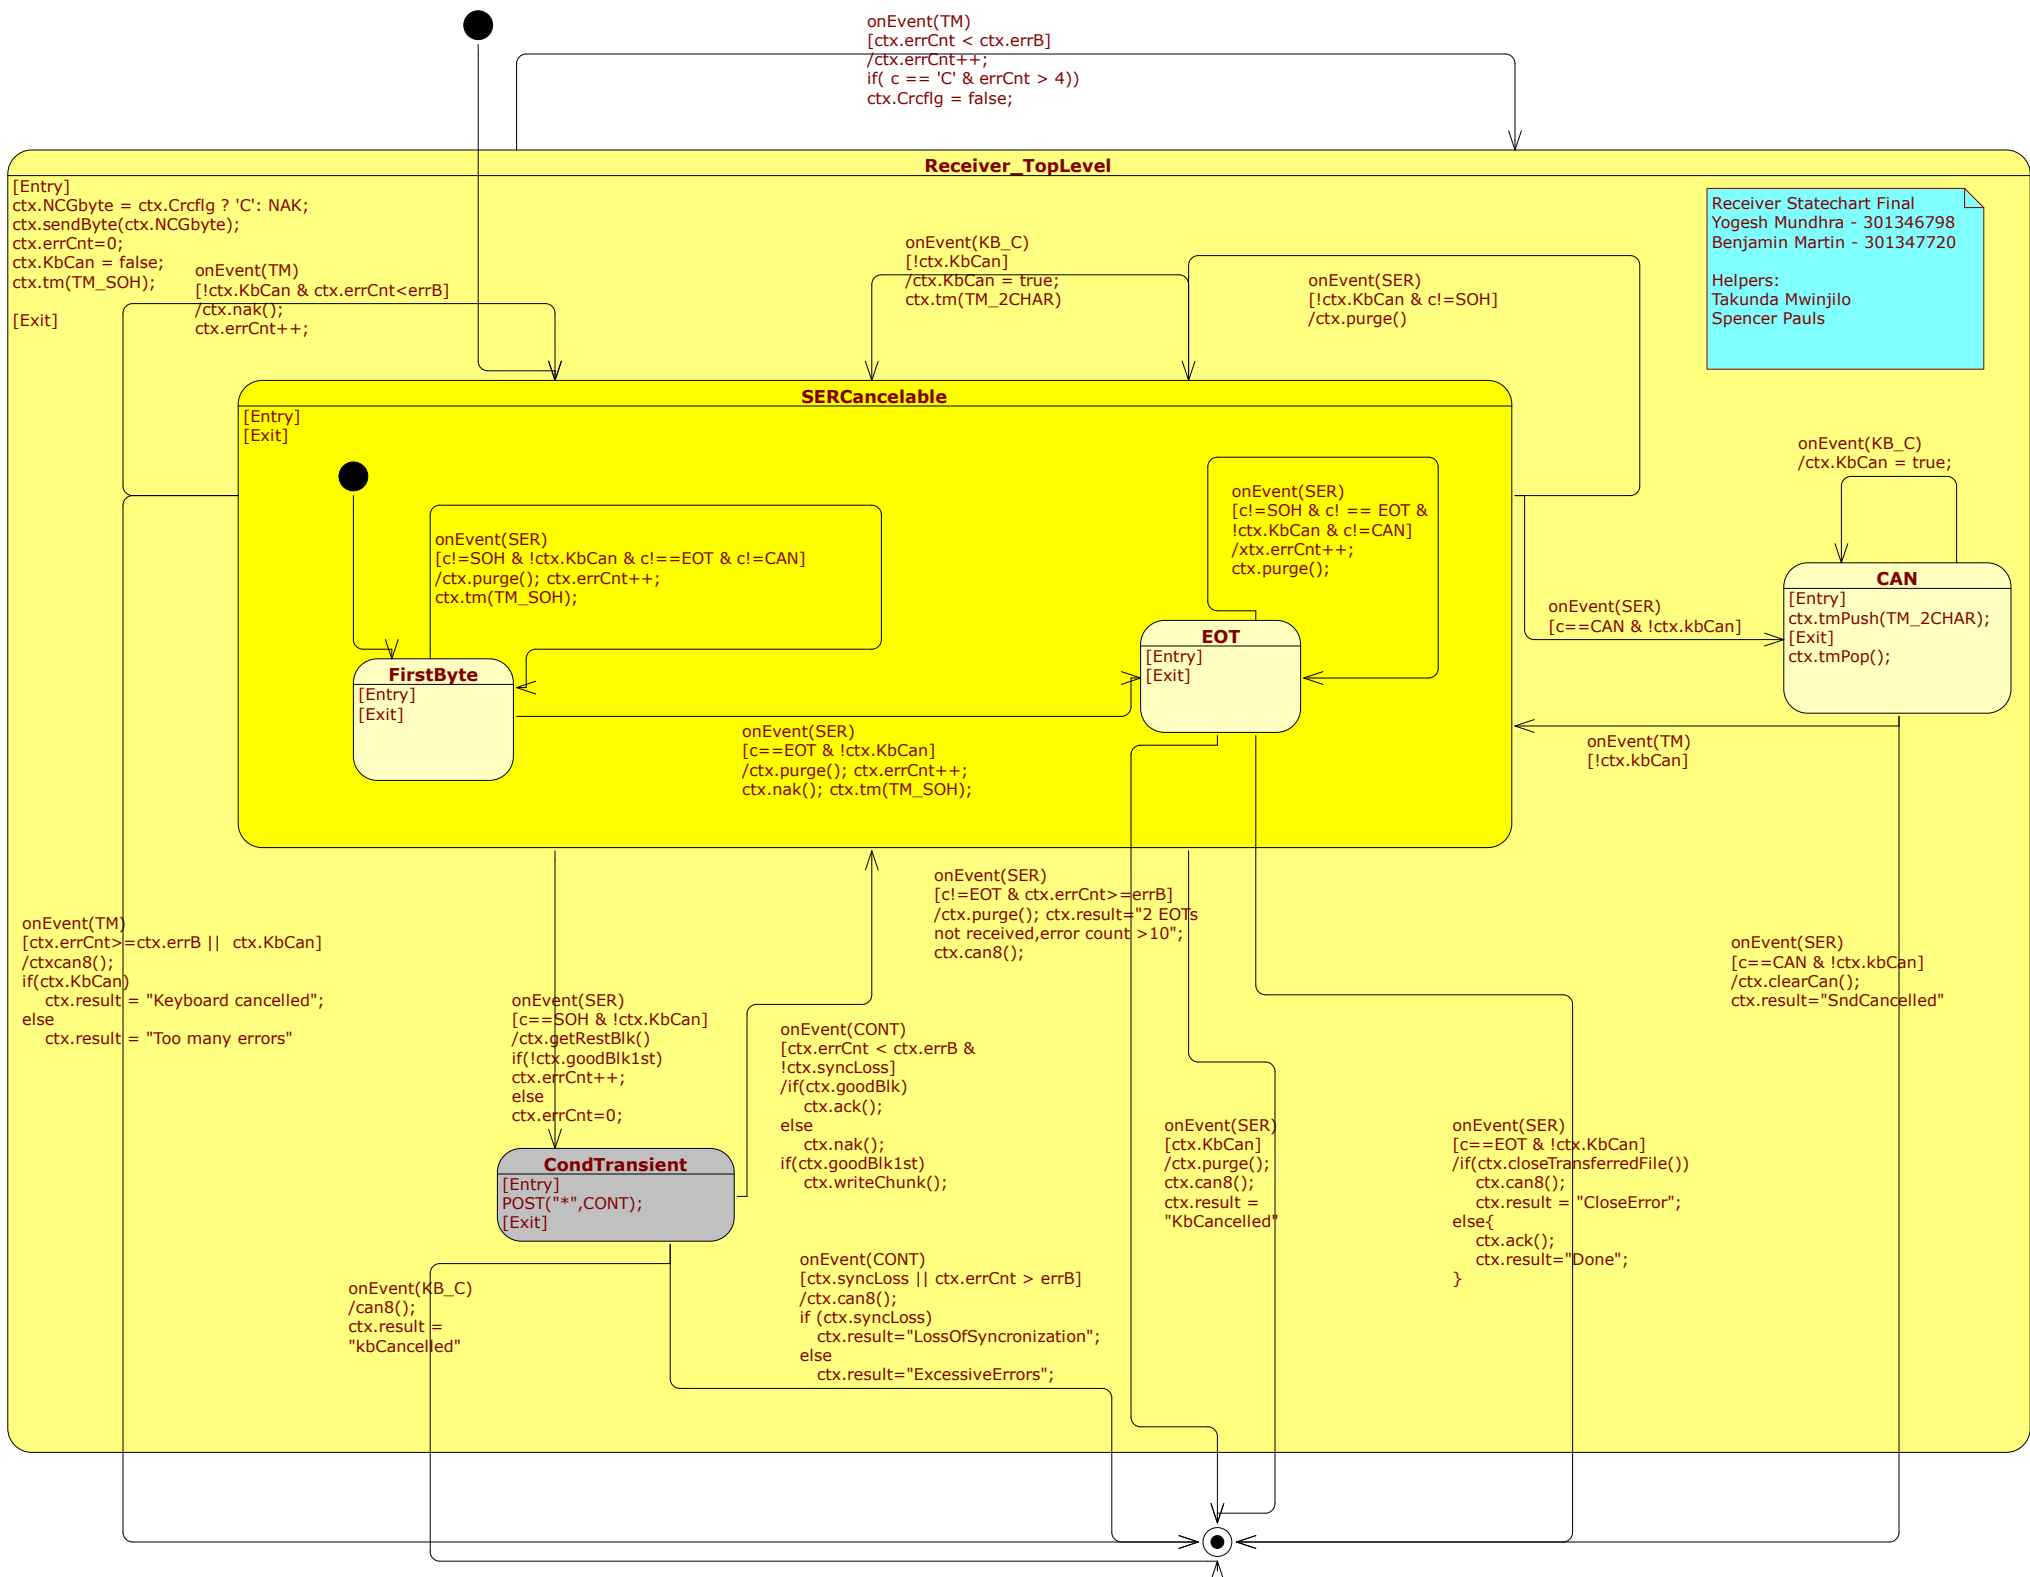 onEvent(TM)
[ctx.errCnt < ctx.errB]
/ctx.errCnt++;
if( c == 'C' & errCnt > 4))
ctx.Crcflg = false;
Receiver_TopLevel
[Entry]
ctx.NCGbyte = ctx.Crcflg ? 'C': NAK;
ctx.sendByte(ctx.NCGbyte);
ctx.errCnt=0;
ctx.KbCan = false;
ctx.tm(TM_SOH);
[Exit]
onEvent(TM)
[!ctx.KbCan & ctx.errCnt<errB]
/ctx.nak();
ctx.errCnt++;
onEvent(KB_C)
[!ctx.KbCan]
/ctx.KbCan = true;
ctx.tm(TM_2CHAR)
onEvent(SER)
[!ctx.KbCan & c!=SOH]
/ctx.purge()
Receiver Statechart Final
Yogesh Mundhra - 301346798
Benjamin Martin - 301347720
Helpers:
Takunda Mwinjilo
Spencer Pauls
SERCancelable
[Entry]
[Exit]
onEvent(SER)
[c!=SOH & !ctx.KbCan & c!==EOT & c!=CAN]
/ctx.purge(); ctx.errCnt++;
ctx.tm(TM_SOH);
onEvent(SER)
[c!=SOH & c! == EOT &
!ctx.KbCan & c!=CAN]
/xtx.errCnt++;
ctx.purge();
FirstByte
[Entry]
[Exit]
EOT
[Entry]
[Exit]
onEvent(SER)
[c==EOT & !ctx.KbCan]
/ctx.purge(); ctx.errCnt++;
ctx.nak(); ctx.tm(TM_SOH);
onEvent(KB_C)
/ctx.KbCan = true;
onEvent(SER)
[c==CAN & !ctx.kbCan]
CAN
[Entry]
ctx.tmPush(TM_2CHAR);
[Exit]
ctx.tmPop();
onEvent(TM)
[!ctx.kbCan]
onEvent(TM)
[ctx.errCnt>=ctx.errB || ctx.KbCan]
/ctxcan8();
if(ctx.KbCan)
ctx.result = "Keyboard cancelled";
else
ctx.result = "Too many errors"
onEvent(SER)
[c!=EOT & ctx.errCnt>=errB]
/ctx.purge(); ctx.result="2 EOTs
not received,error count >10";
ctx.can8();
onEvent(SER)
[c==CAN & !ctx.kbCan]
/ctx.clearCan();
ctx.result="SndCancelled"
onEvent(SER)
[c==SOH & !ctx.KbCan]
/ctx.getRestBlk()
if(!ctx.goodBlk1st)
ctx.errCnt++;
else
ctx.errCnt=0;
onEvent(CONT)
[ctx.errCnt < ctx.errB &
!ctx.syncLoss]
/if(ctx.goodBlk)
ctx.ack();
else
ctx.nak();
if(ctx.goodBlk1st)
ctx.writeChunk();
CondTransient
[Entry]
POST("*",CONT);
[Exit]
onEvent(SER)
[ctx.KbCan]
/ctx.purge();
ctx.can8();
ctx.result =
"KbCancelled"
onEvent(SER)
[c==EOT & !ctx.KbCan]
/if(ctx.closeTransferredFile())
ctx.can8();
ctx.result = "CloseError";
else{
ctx.ack();
ctx.result="Done";
}
onEvent(KB_C)
/can8();
ctx.result =
"kbCancelled"
onEvent(CONT)
[ctx.syncLoss || ctx.errCnt > errB]
/ctx.can8();
if (ctx.syncLoss)
ctx.result="LossOfSyncronization";
else
ctx.result="ExcessiveErrors";